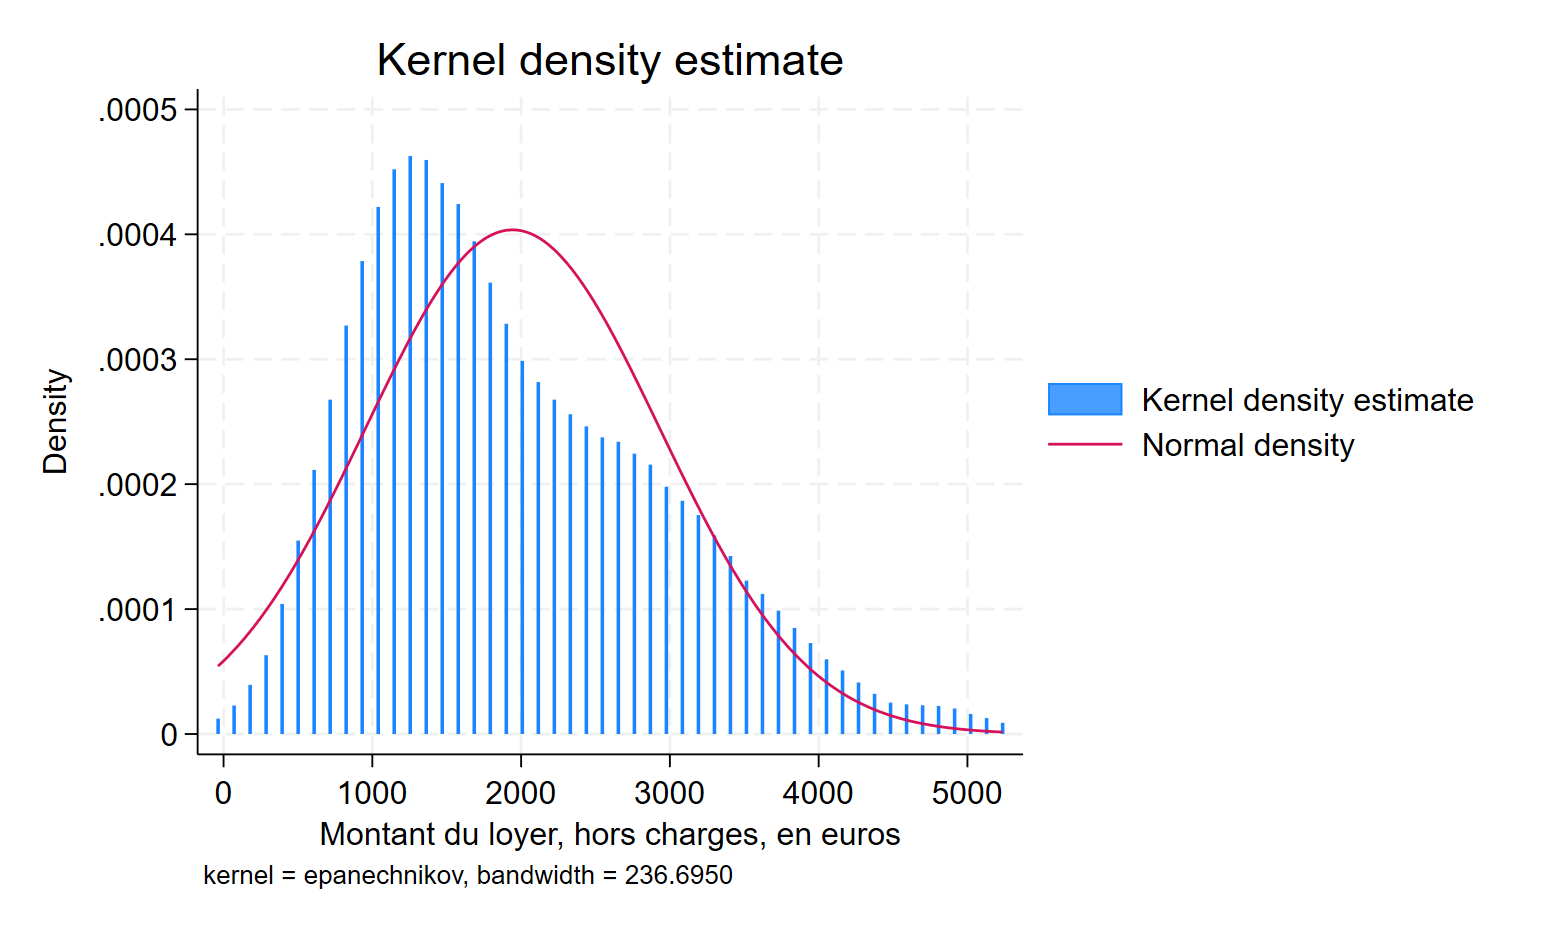 Kernel density estimate
.0005
.0004
.0003
.0002
.0001
0
Density
0 1000 2000 3000 4000 5000
Montant du loyer, hors charges, en euros
kernel = epanechnikov, bandwidth = 236.6950
Kernel density estimate
Normal density